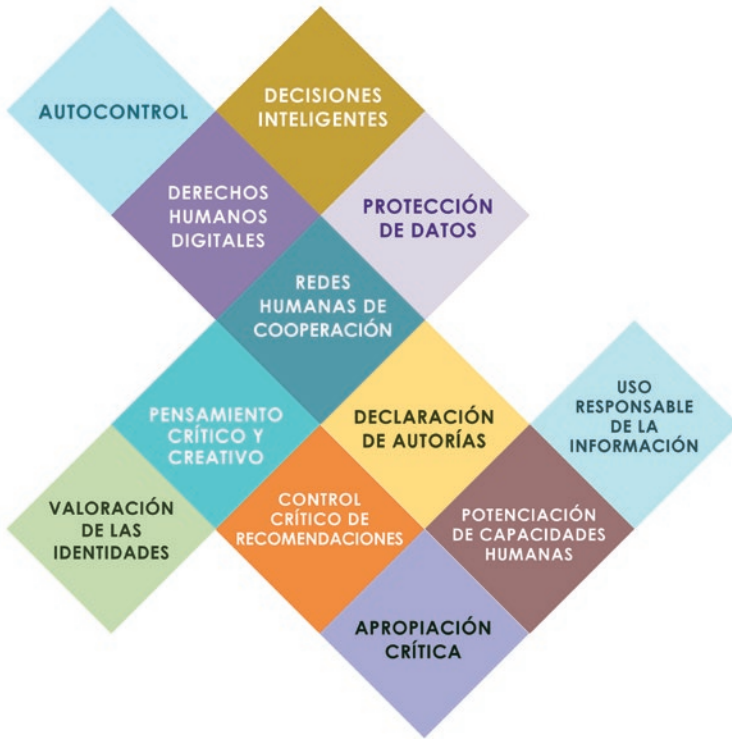 AUTOCONTROL
DECISIONES
INTELIGENTES
DERECHOS
HUMANOS
DIGITALES
PROTECCIÓN
DE DATOS
REDES
HUMANAS DE
COOPERACIÓN
PENSAMIENTO
CRÍTICO Y
CREATIVO
DECLARACIÓN
DE AUTORÍAS
USO
RESPONSABLE
DE LA
INFORMACIÓN
VALORACIÓN
DE LAS
IDENTIDADES
CONTROL
CRÍTICO DE
RECOMENDACIONES
POTENCIACIÓN
DE CAPACIDADES
HUMANAS
APROPIACIÓN
CRÍTICA